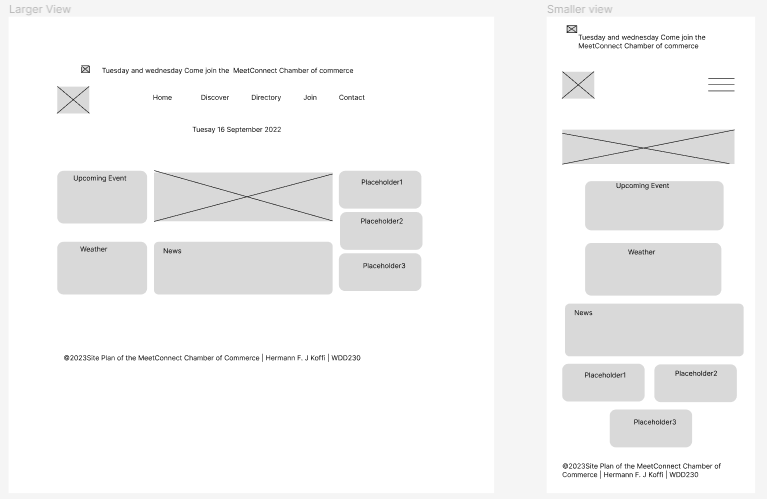 Larger View
Tuesday and wednesday Come join the  MeetConnect Chamber of commerce
Home Discover Directory Join Contact
Tuesay 16 September 2022
Upcoming Event
Placeholder1
Placeholder2
Weather
News
Placeholder3
©2023Site Plan of the MeetConnect Chamber of Commerce | Hermann F. J Koffi | WDD230
Smaller view
Tuesday and wednesday Come join the
MeetConnect Chamber of commerce
Upcoming Event
Weather
News
Placeholder1
Placeholder2
Placeholder3
©2023Site Plan of the MeetConnect Chamber of
Commerce | Hermann F. J Koffi | WDD230